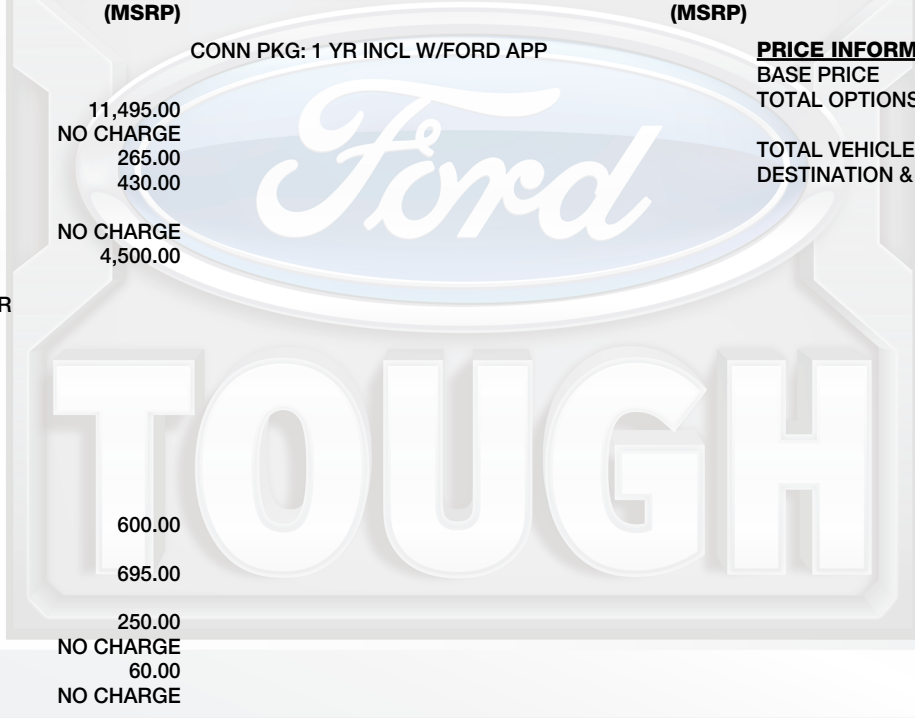 (MSRP)
(MSRP)
CONN PKG: 1 YR INCL W/FORD APP
PRICE INFORM
BASE PRICE
TOTAL OPTIONS
11,495.00
NO CHARGE
265.00
430.00
TOTAL VEHICLE
DESTINATION &
NO CHARGE
4,500.00
R
Ford
TOUGH
600.00
695.00
250.00
NO CHARGE
60.00
NO CHARGE